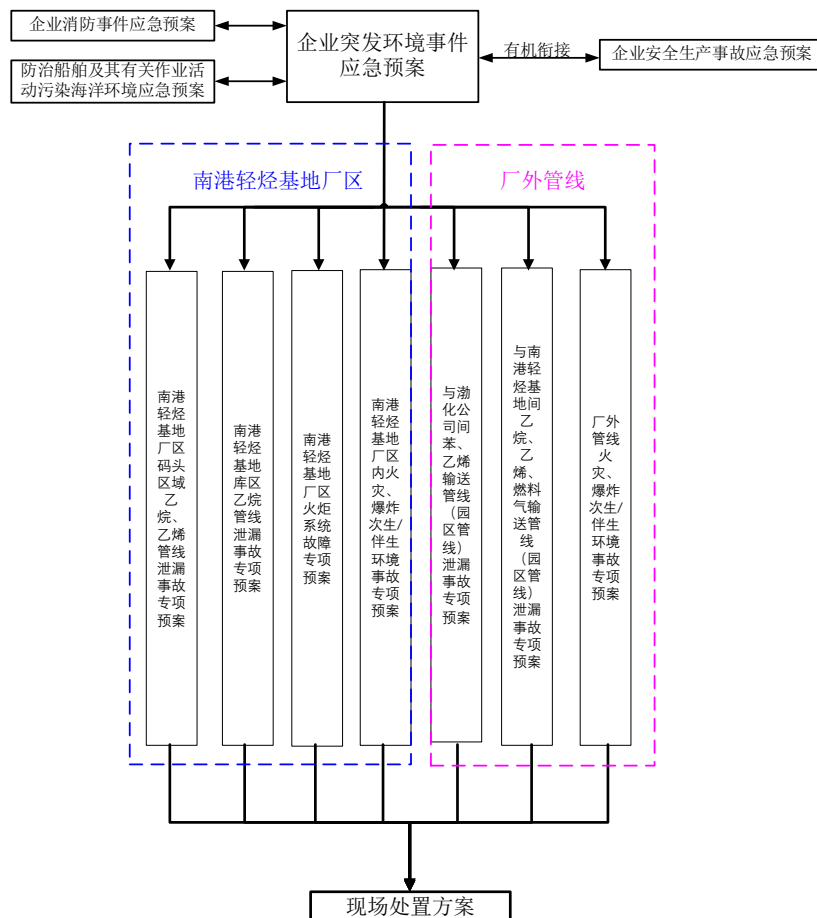 企业消防事件应急预案
防治船舶及其有关作业活
动污染海洋环境应急预案
企业突发环境事件
应急预案
有机衔接
企业安全生产事故应急预案
南港轻烃基地厂区
厂外管线
南港
轻烃
基地
厂区
码头
区域
乙
烷、
乙烯
管线
泄漏
事故
专项
预案
南港
轻烃
基地
库区
乙烷
管线
泄漏
事故
专项
预案
南港
轻烃
基地
厂区
火炬
系统
故障
专项
预案
南港
轻烃
基地
厂区
内火
灾、
爆炸
次生/
伴生
环境
事故
专项
预案
与渤
化公
司间
苯、
乙烯
输送
管线
（园
区管
线）
泄漏
事故
专项
预案
与南
港轻
烃基
地间
乙
烷、
乙
烯、
燃料
气输
送管
线
（园
区管
线）
泄漏
事故
专项
预案
厂外
管线
火
灾、
爆炸
次生/
伴生
环境
事故
专项
预案
现场处置方案